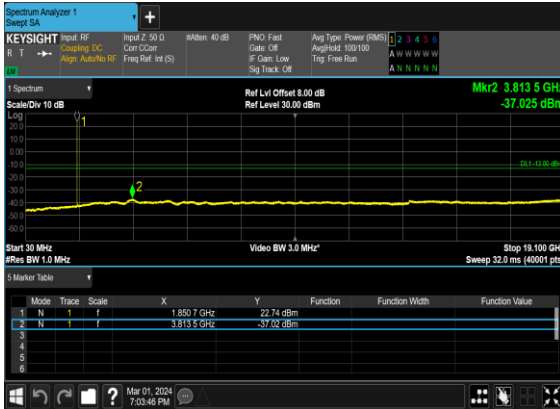 Spectrum Analyzer 1
Swept SA
+
KEYSIGHT
R T
Input: RF
Coupling: DC
Align: Auto/No RF
Input Z: 50 Ω
Corr CCorr
Freq Ref: Int (S)
#Atten: 40 dB
PNO: Fast
Gate: Off
IF Gain: Low
Sig Track: Off
Avg Type: Power (RMS)
Avg|Hold: 100/100
Trig: Free Run
1 2 3 4 5 6
A W W W W W
A N N N N N
1 Spectrum
Scale/Div 10 dB
Log
Ref Lvl Offset 8.00 dB
Ref Level 30.00 dBm
Mkr2 3.813 5 GHz
-37.025 dBm
20.0
10.0
0.00
-10.0
-20.0
-30.0
-40.0
-50.0
-60.0
1
2
DL1 -13.00 dBm
Start 30 MHz
#Res BW 1.0 MHz
Video BW 3.0 MHz*
Stop 19.100 GH
Sweep 32.0 ms (40001 pts
5 Marker Table
Mode Trace Scale X Y Function Function Width Function Value
1 N 1 f 1.850 7 GHz 22.74 dBm
2 N 1 f 3.813 5 GHz -37.02 dBm
3
4
5
6
?
Mar 01, 2024
7:03:46 PM